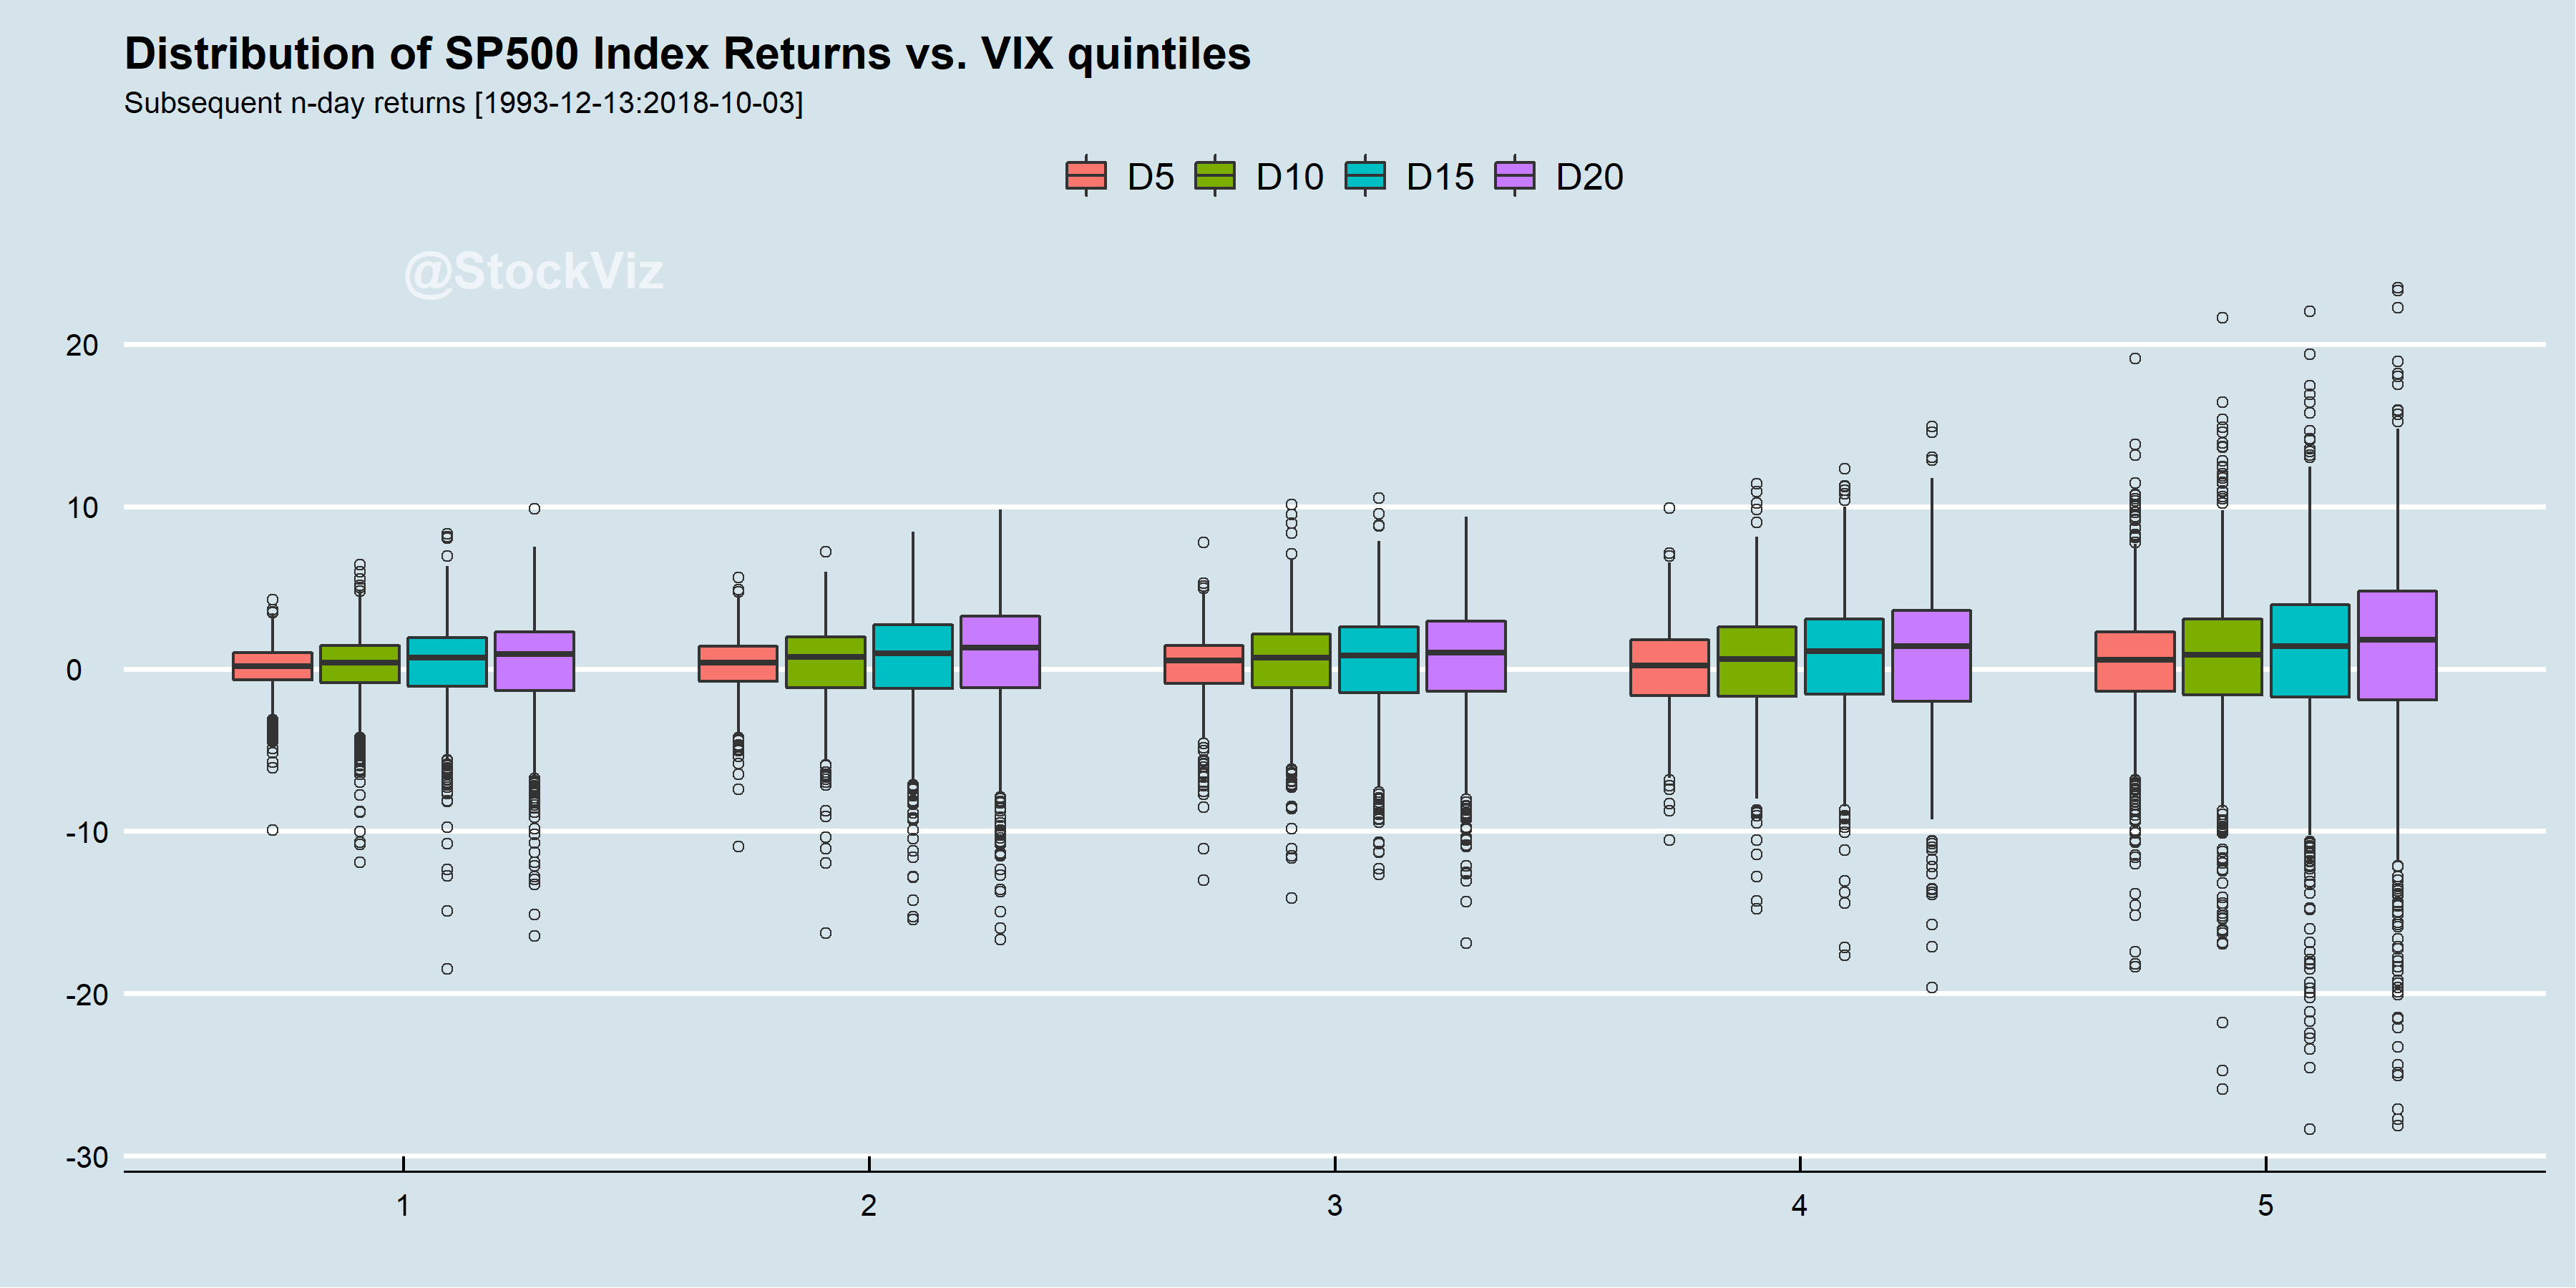 Distribution of SP500 Index Returns vs. VIX quintiles
Subsequent n-day returns [1993-12-13:2018-10-03]
D5 D10 D15 D20
@StockViz
20
10
0
-10
-20
-30
1 2 3 4 5